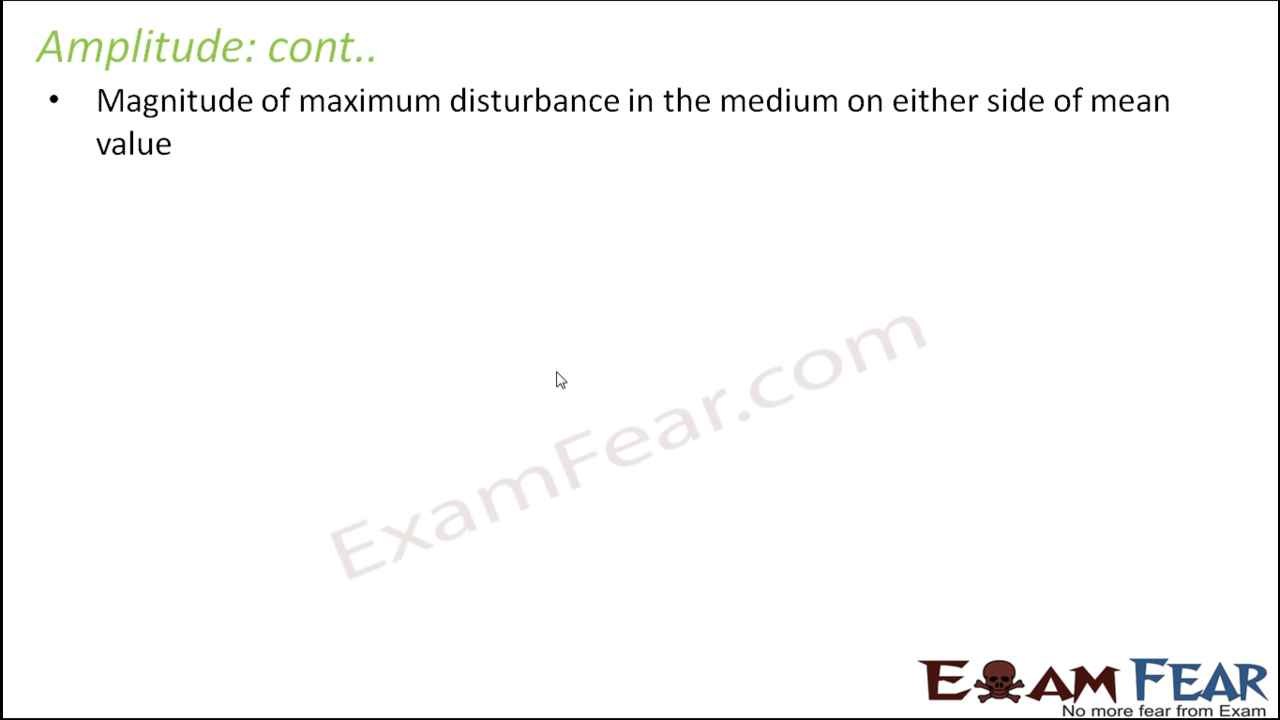 Amplitude: cont..
• Magnitude of maximum disturbance in the medium on either side of mean
value
ExamFear.com
EXAM FEAR
No more fear from Exam